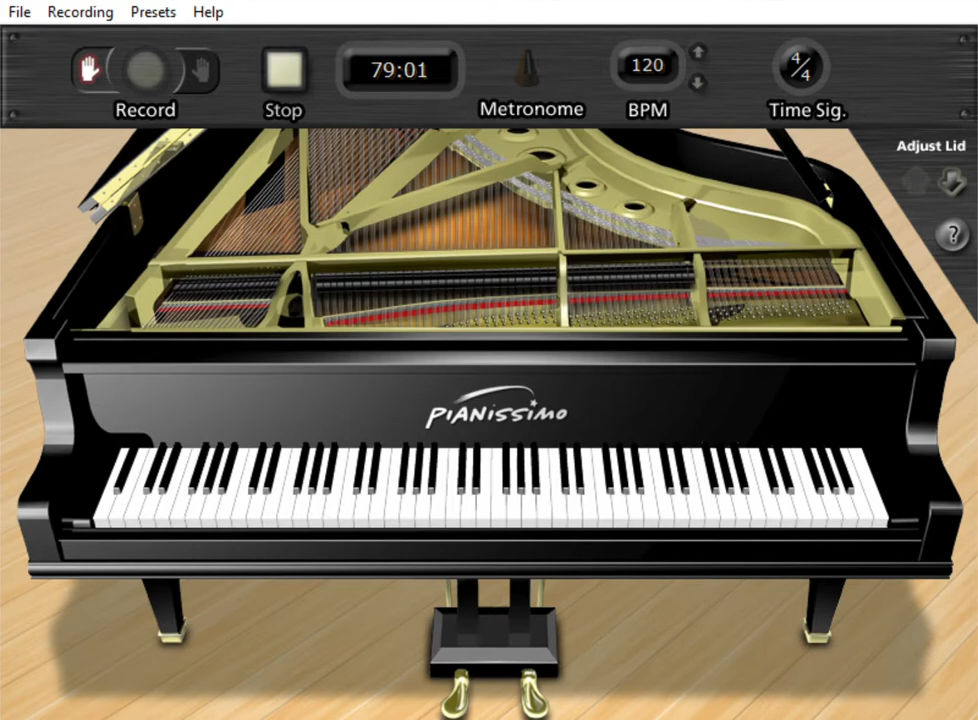 File Recording Presets Help
79:01
120
4/4
Record
Stop
Metronome
BPM
Time Sig.
Adjust Lid
?
PIANissimo